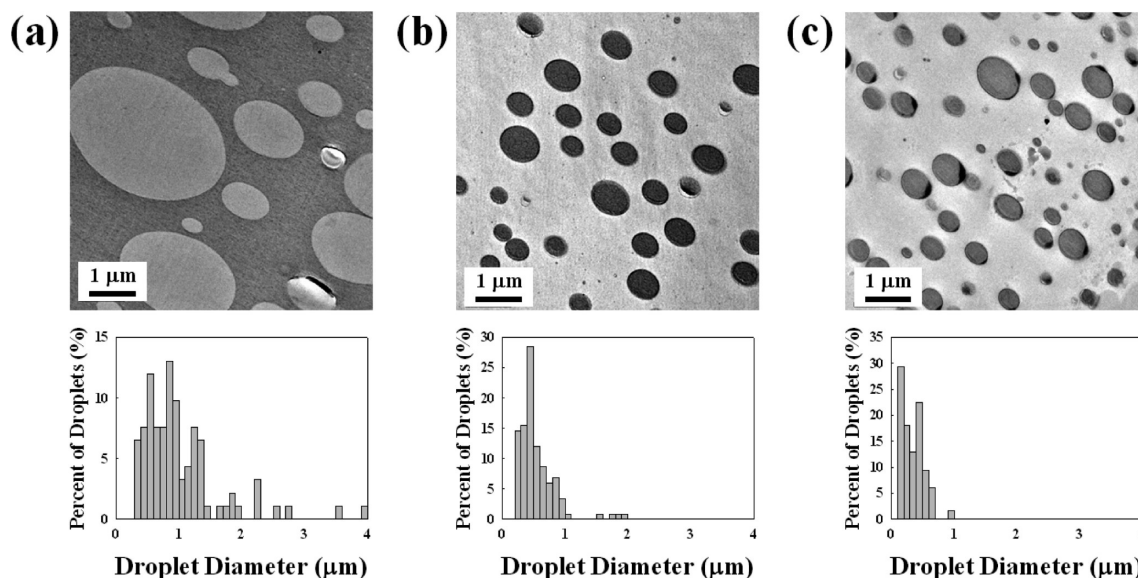 (a)
(b)
(c)
1 μm
1 μm
1 μm
Percent of Droplets (%)
15
10
5
0
0 1 2 3 4
Droplet Diameter (μm)
Percent of Droplets (%)
30
25
20
15
10
5
0
0 1 2 3 4
Droplet Diameter (μm)
Percent of Droplets (%)
35
30
25
20
15
10
5
0
0 1 2 3
Droplet Diameter (μm)